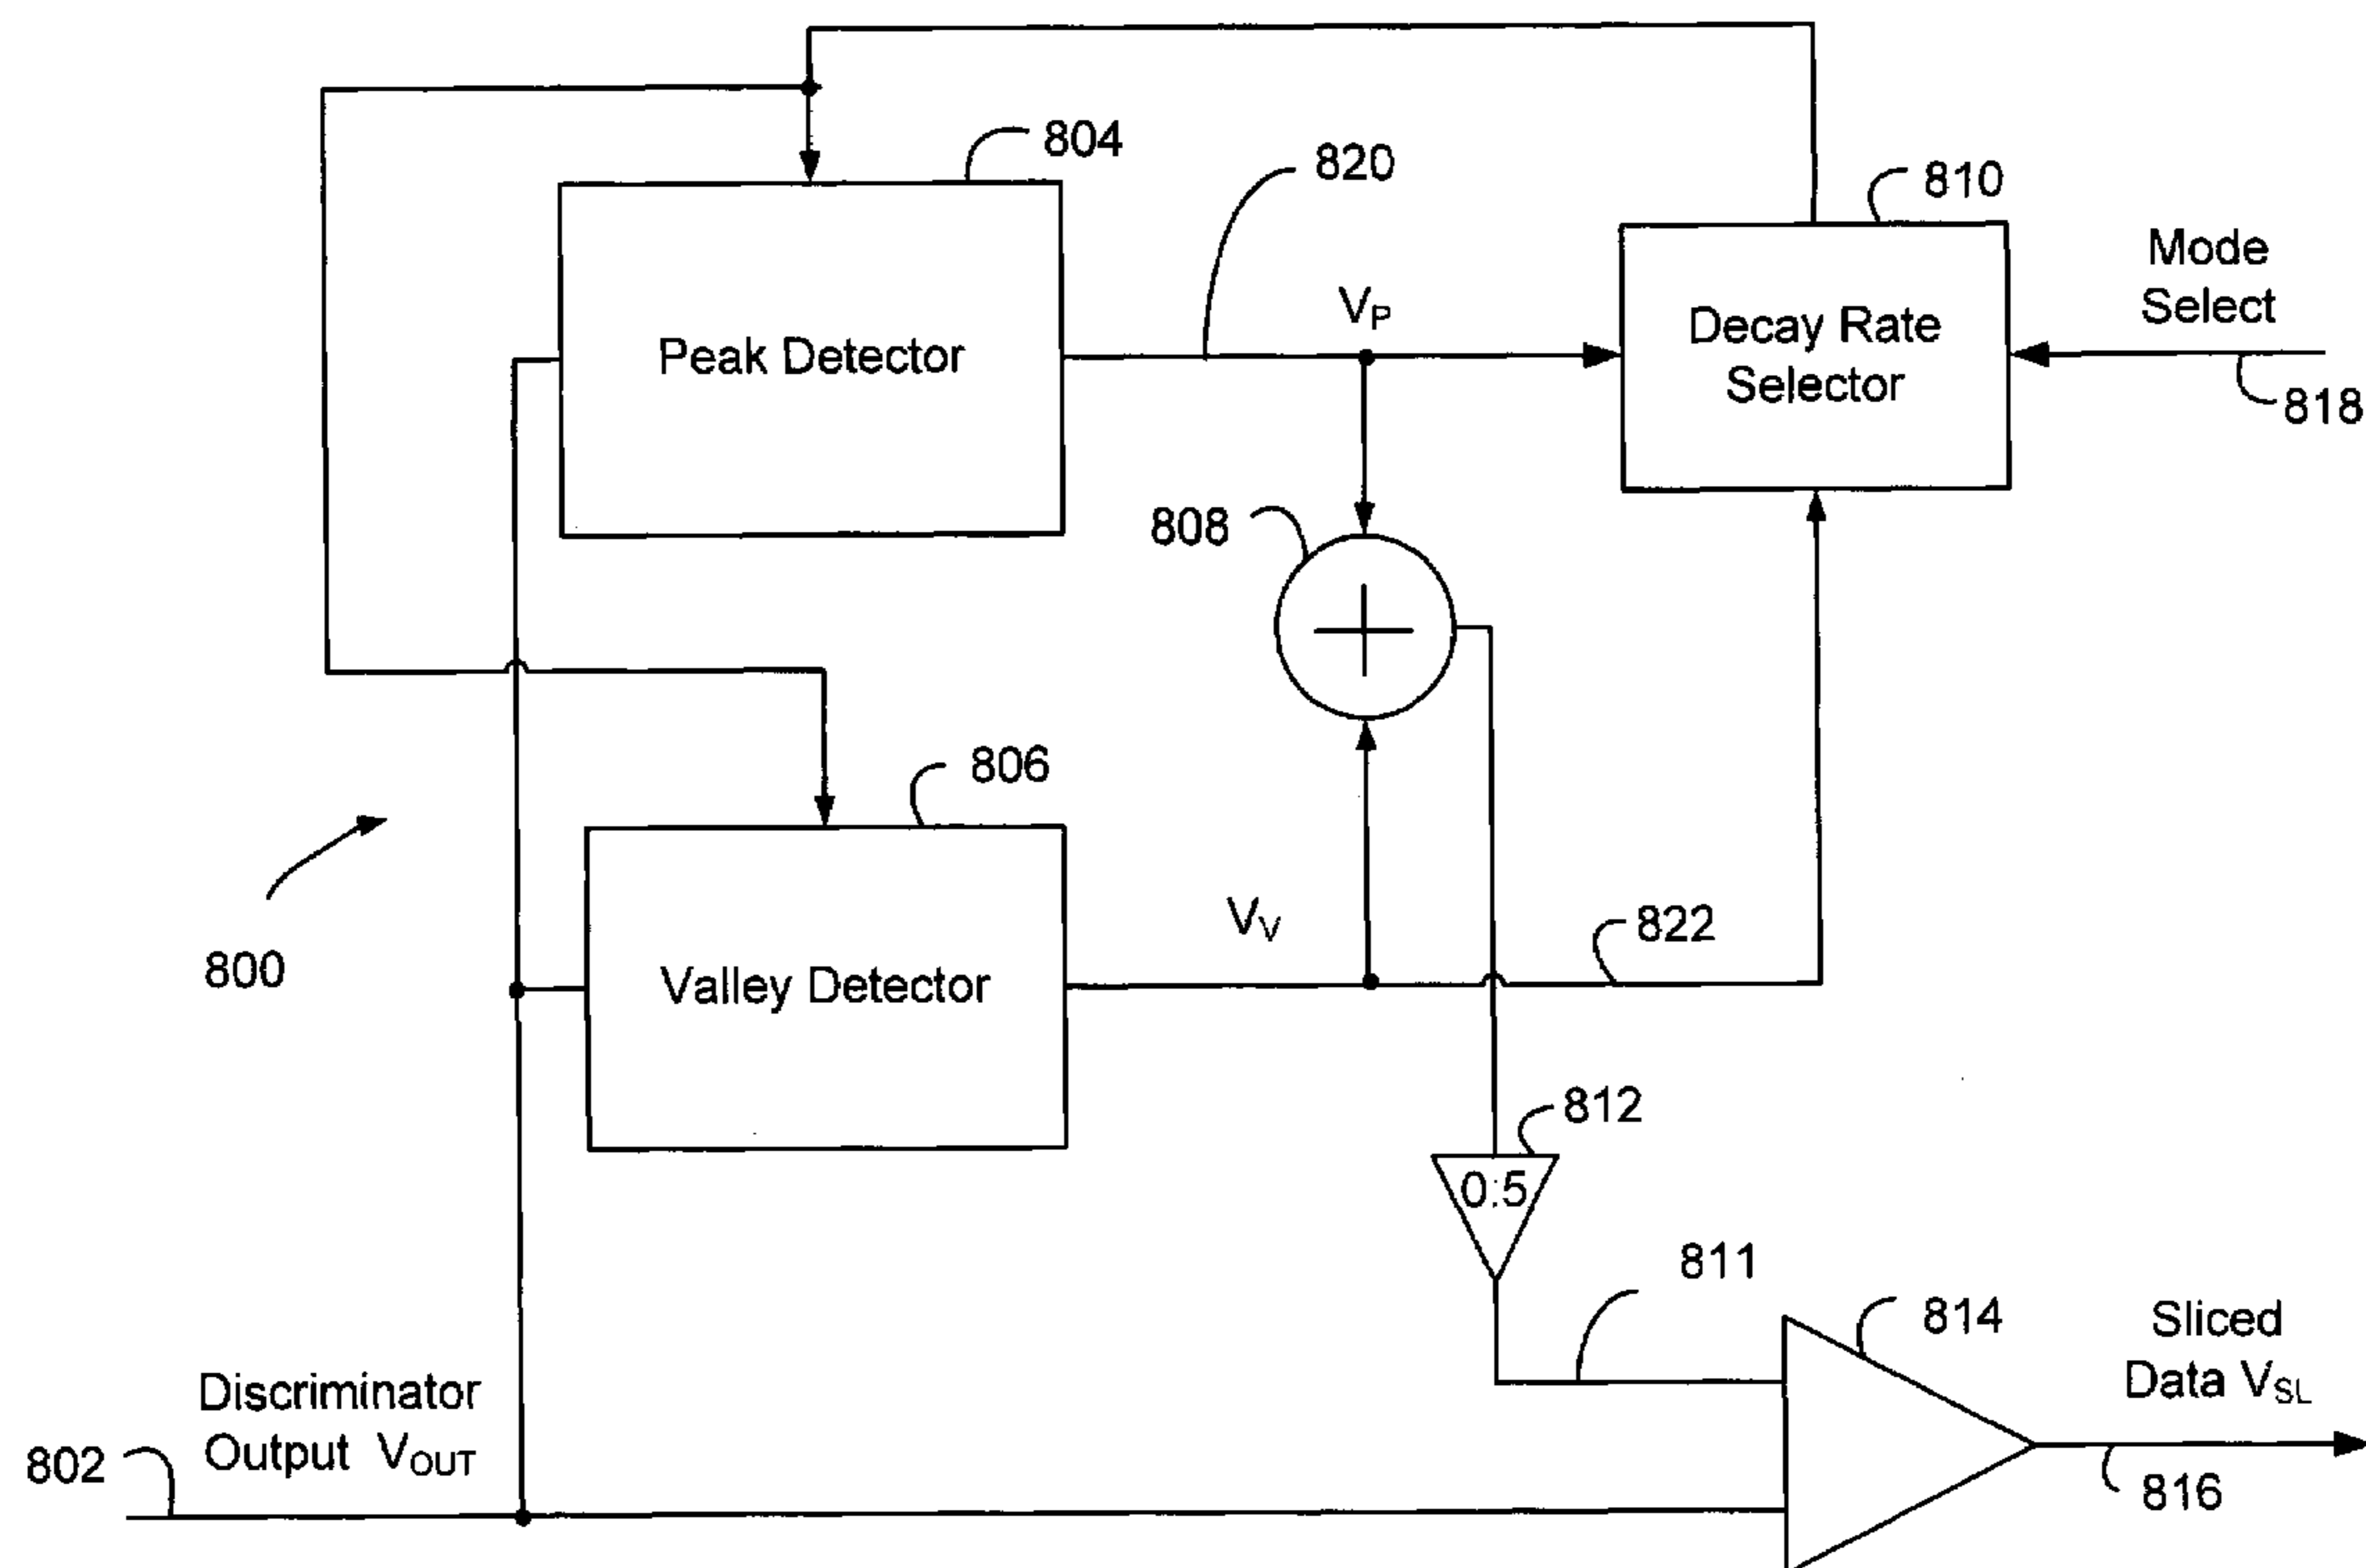 804
820
810
Mode
Select
818
Peak Detector
VP
Decay Rate
Selector
808
806
800
Valley Detector
VV
822
812
0.5
811
814
Sliced
Data VSL
816
Discriminator
Output VOUT
802